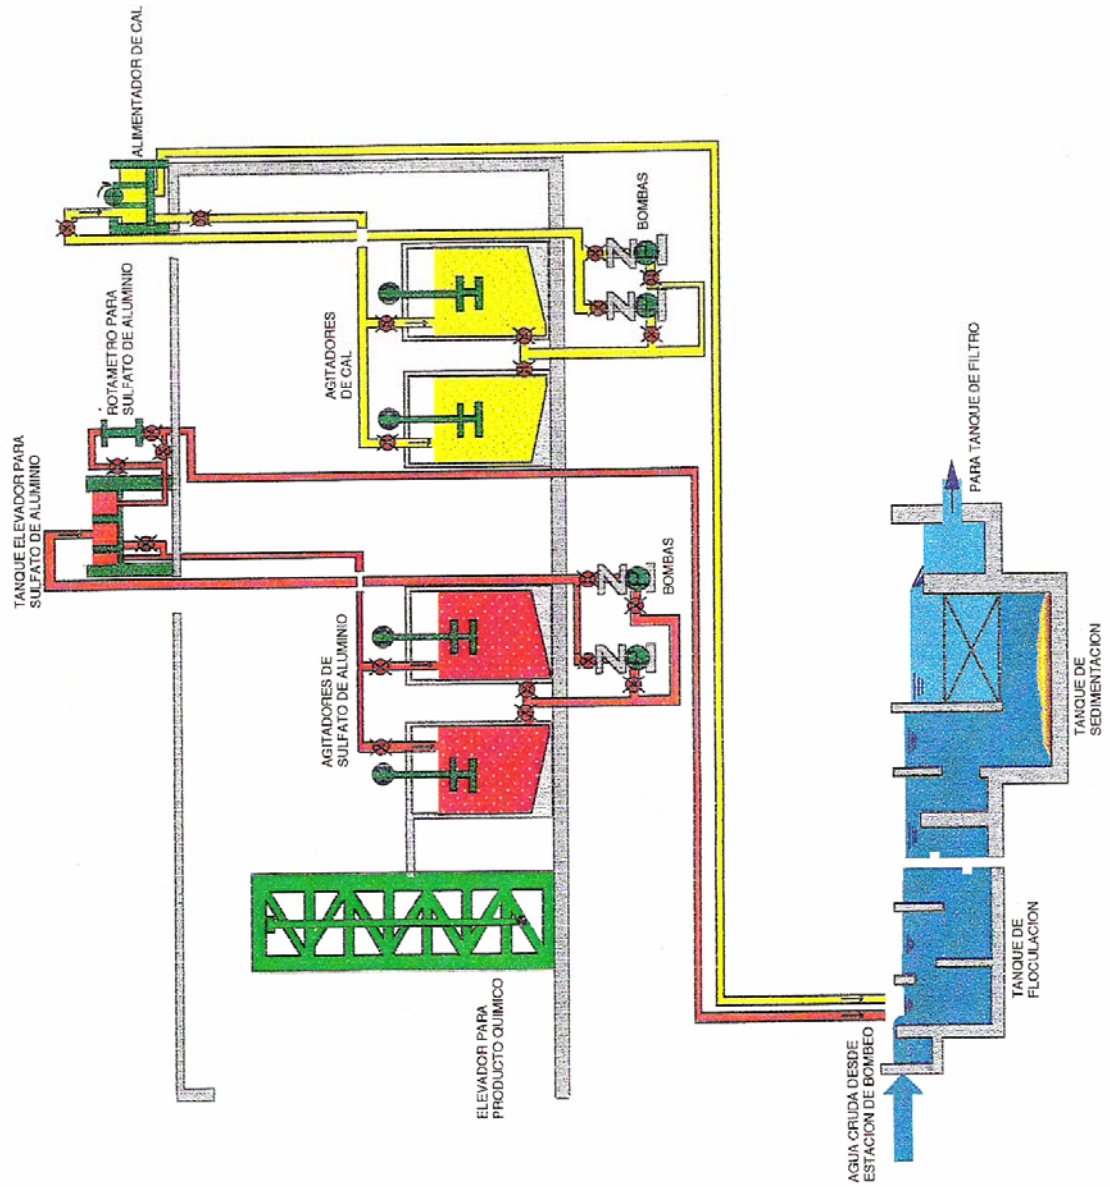 TANQUE ELEVADOR PARA
SULFATO DE ALUMINIO
ROTAMETRO PARA
SULFATO DE ALUMINIO
ALIMENTADOR DE CAL
AGITADORES DE
SULFATO DE ALUMINIO
AGITADORES
DE CAL
ELEVADOR PARA
PRODUCTO QUIMICO
BOMBAS
BOMBAS
AGUA CRUDA DESDE
ESTACION DE BOMBEO
PARA TANQUE DE FILTRO
TANQUE DE
FLOCULACION
TANQUE DE
SEDIMENTACION